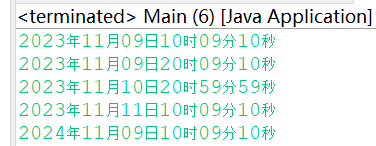 <terminated> Main (6) [Java Application]
2023年11月09日10时09分10秒
2023年11月09日20时09分10秒
2023年11月10日20时59分59秒
2023年11月11日10时09分10秒
2024年11月09日10时09分10秒